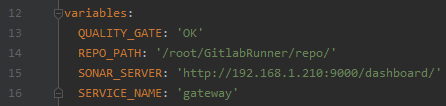 12 variables:
13 QUALITY_GATE: 'OK'
14 REPO_PATH: '/root/GitlabRunner/repo/'
15 SONAR_SERVER: 'http://192.168.1.210:9000/dashboard/'
16 SERVICE_NAME: 'gateway'